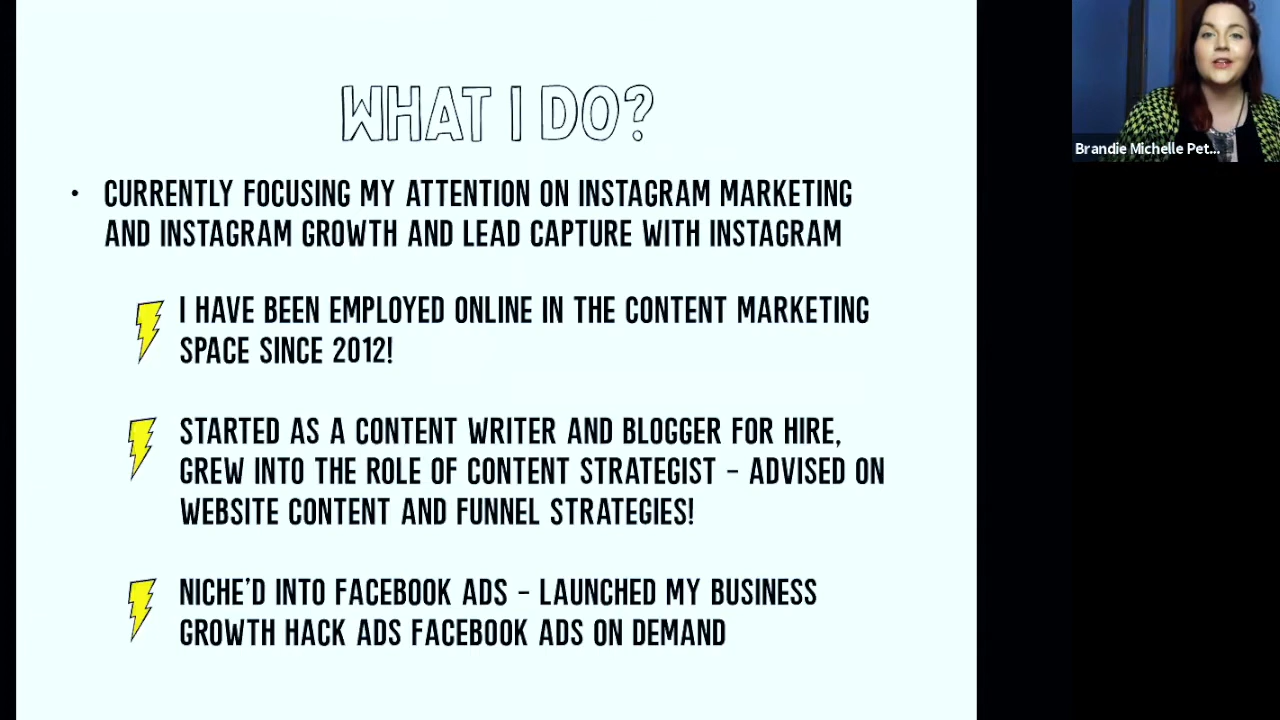 WHAT I DO?
• CURRENTLY FOCUSING MY ATTENTION ON INSTAGRAM MARKETING
AND INSTAGRAM GROWTH AND LEAD CAPTURE WITH INSTAGRAM
I HAVE BEEN EMPLOYED ONLINE IN THE CONTENT MARKETING
SPACE SINCE 2012!
STARTED AS A CONTENT WRITER AND BLOGGER FOR HIRE,
GREW INTO THE ROLE OF CONTENT STRATEGIST - ADVISED ON
WEBSITE CONTENT AND FUNNEL STRATEGIES!
NICHE'D INTO FACEBOOK ADS - LAUNCHED MY BUSINESS
GROWTH HACK ADS FACEBOOK ADS ON DEMAND
Brandie Michelle Pet...